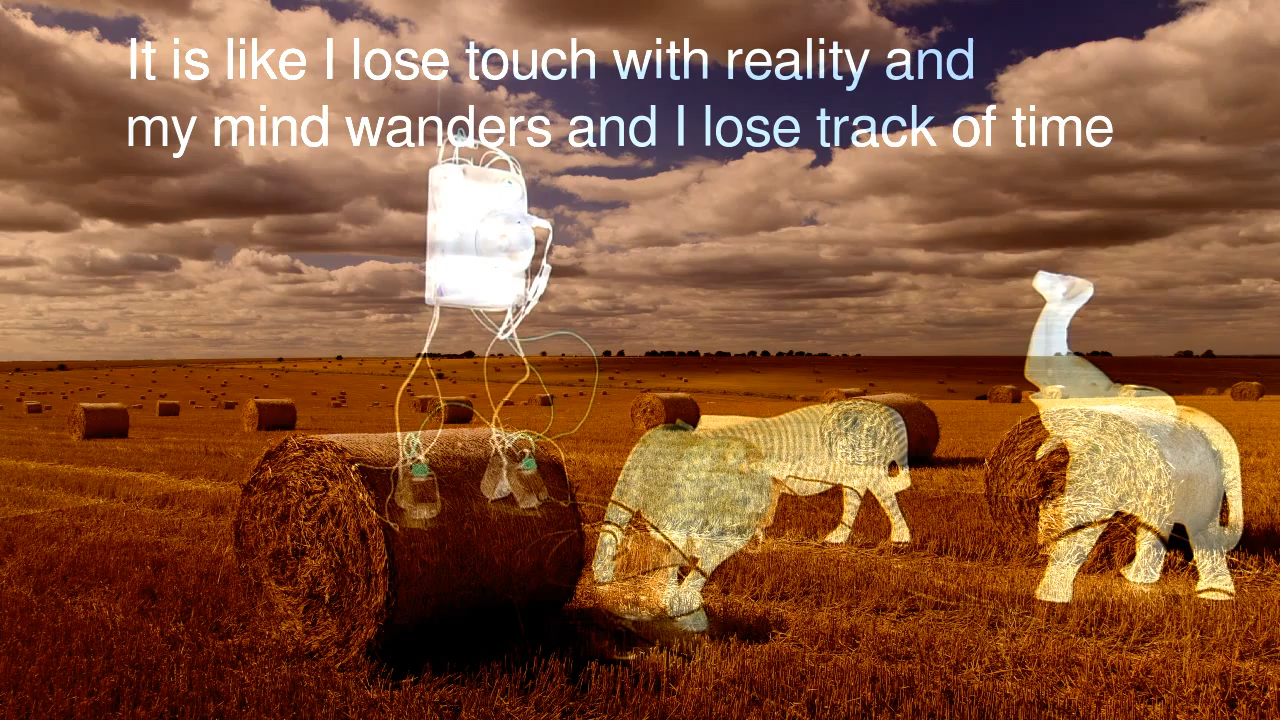 It is like I lose touch with reality and
my mind wanders and I lose track of time